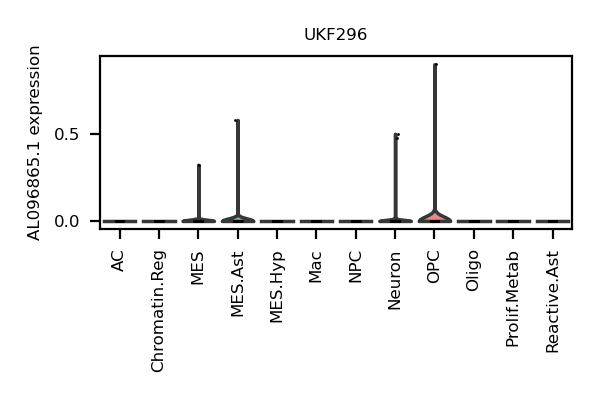 UKF296
AL096865.1 expression
0.5
0.0
AC
Chromatin.Reg
MES
MES.Ast
MES.Hyp
Mac
NPC
Neuron
OPC
Oligo
Prolif.Metab
Reactive.Ast